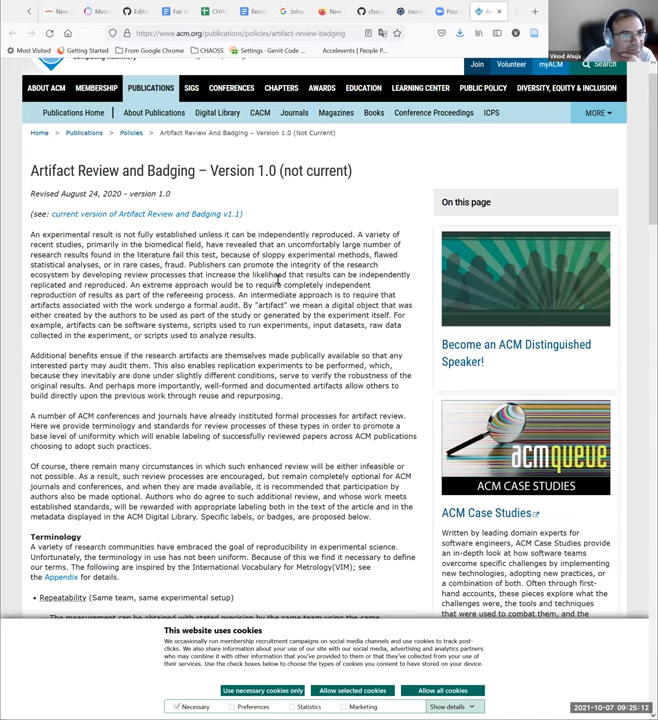 New
Meeti
Editi
Fair M
CHA
Resea
Johan
New T
chaos
Journ
Post
Art
https://www.acm.org/publications/policies/artifact-review-badging
Vinod Ahuja
Most Visited
Getting Started
From Google Chrome
CHAOSS
Settings · Gerrit Code ...
Accelevents | People P...
Join
Volunteer
myACM
Search
ABOUT ACM
MEMBERSHIP
PUBLICATIONS
SIGS
CONFERENCES
CHAPTERS
AWARDS
EDUCATION
LEARNING CENTER
PUBLIC POLICY
DIVERSITY, EQUITY & INCLUSION
Publications Home
About Publications
Digital Library
CACM
Journals
Magazines
Books
Conference Proceedings
ICPS
MORE
Home > Publications > Policies > Artifact Review And Badging – Version 1.0 (Not Current)
Artifact Review and Badging – Version 1.0 (not current)
Revised August 24, 2020 - version 1.0
(see: current version of Artifact Review and Badging v1.1)
An experimental result is not fully established unless it can be independently reproduced. A variety of
recent studies, primarily in the biomedical field, have revealed that an uncomfortably large number of
research results found in the literature fail this test, because of sloppy experimental methods, flawed
statistical analyses, or in rare cases, fraud. Publishers can promote the integrity of the research
ecosystem by developing review processes that increase the likelihood that results can be independently
replicated and reproduced. An extreme approach would be to require completely independent
reproduction of results as part of the refereeing process. An intermediate approach is to require that
artifacts associated with the work undergo a formal audit. By "artifact" we mean a digital object that was
either created by the authors to be used as part of the study or generated by the experiment itself. For
example, artifacts can be software systems, scripts used to run experiments, input datasets, raw data
collected in the experiment, or scripts used to analyze results.
Additional benefits ensue if the research artifacts are themselves made publically available so that any
interested party may audit them. This also enables replication experiments to be performed, which,
because they inevitably are done under slightly different conditions, serve to verify the robustness of the
original results. And perhaps more importantly, well-formed and documented artifacts allow others to
build directly upon the previous work through reuse and repurposing.
A number of ACM conferences and journals have already instituted formal processes for artifact review.
Here we provide terminology and standards for review processes of these types in order to promote a
base level of uniformity which will enable labeling of successfully reviewed papers across ACM publications
choosing to adopt such practices.
Of course, there remain many circumstances in which such enhanced review will be either infeasible or
not possible. As a result, such review processes are encouraged, but remain completely optional for ACM
journals and conferences, and when they are made available, it is recommended that participation by
authors also be made optional. Authors who do agree to such additional review, and whose work meets
established standards, will be rewarded with appropriate labeling both in the text of the article and in the
metadata displayed in the ACM Digital Library. Specific labels, or badges, are proposed below.
Terminology
A variety of research communities have embraced the goal of reproducibility in experimental science.
Unfortunately, the terminology in use has not been uniform. Because of this we find it necessary to define
our terms. The following are inspired by the International Vocabulary for Metrology(VIM); see
the Appendix for details.
• Repeatability (Same team, same experimental setup)
On this page
Become an ACM Distinguished
Speaker!
acmqueue
ACM CASE STUDIES
ACM Case Studies
Written by leading domain experts for
software engineers, ACM Case Studies provide
an in-depth look at how software teams
overcome specific challenges by implementing
new technologies, adopting new practices, or
a combination of both. Often through first-
hand accounts, these pieces explore what the
challenges were, the tools and techniques
that were used to combat them, and the
This website uses cookies
We occasionally run membership recruitment campaigns on social media channels and use cookies to track post-
clicks. We also share information about your use of our site with our social media, advertising and analytics partners
who may combine it with other information that you've provided to them or that they've collected from your use of
their services. Use the check boxes below to choose the types of cookies you consent to have stored on your device.
Use necessary cookies only
Allow selected cookies
Allow all cookies
Necessary
Preferences
Statistics
Marketing
Show details
2021-10-07 09:25:12